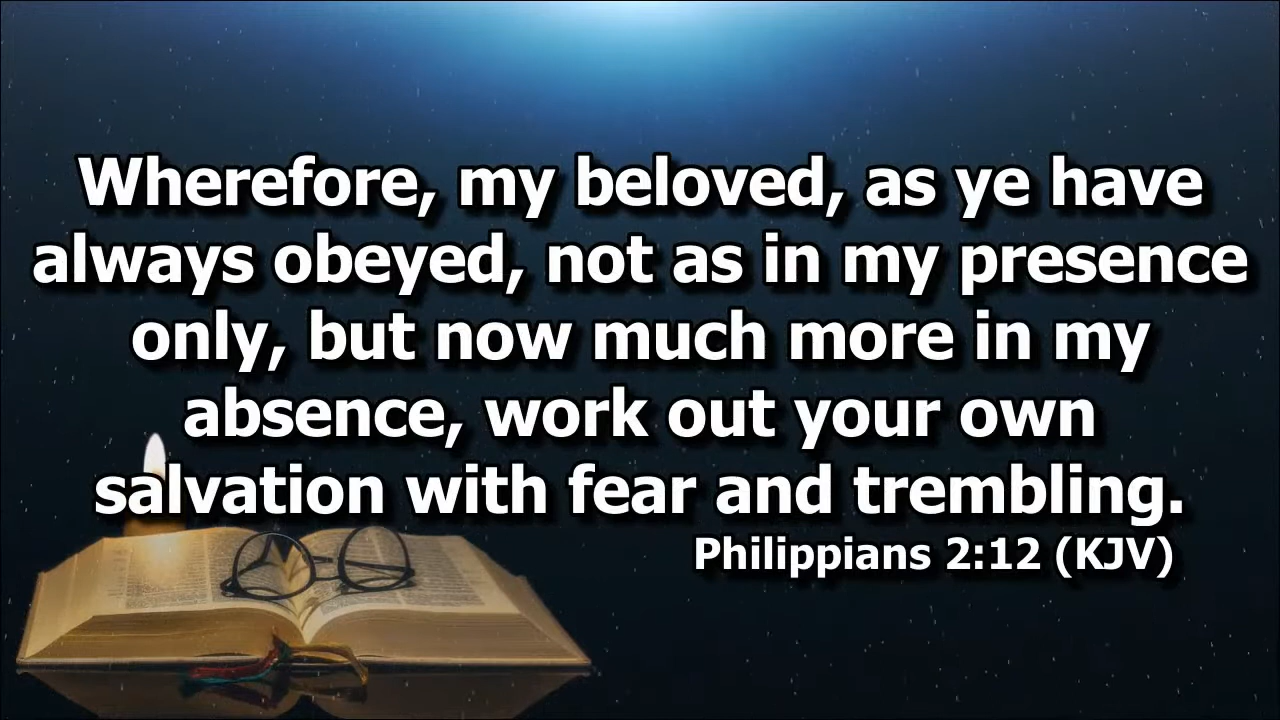 Wherefore, my beloved, as ye have
always obeyed, not as in my presence
only, but now much more in my
absence, work out your own
salvation with fear and trembling.
Philippians 2:12 (KJV)